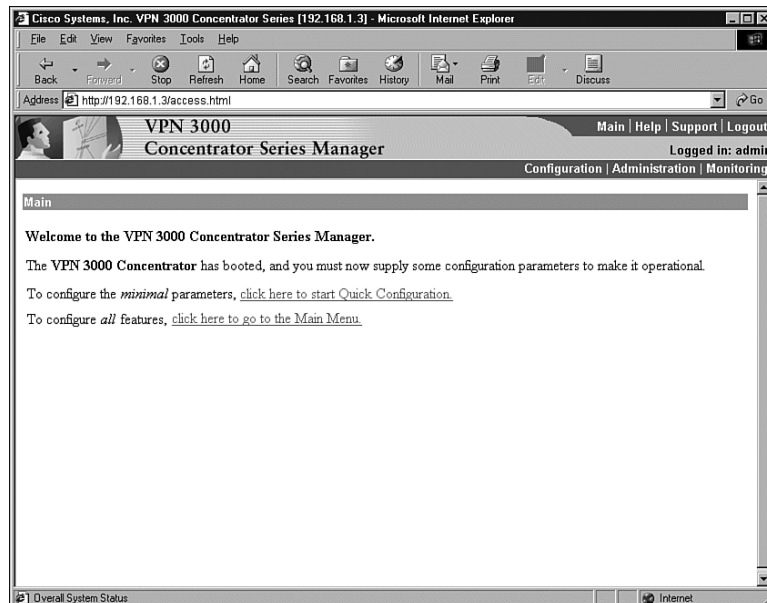 Cisco Systems, Inc. VPN 3000 Concentrator Series [192.168.1.3] - Microsoft Internet Explorer
File Edit View Favorites Tools Help
Back Forward Stop Refresh Home Search Favorites History Mail Print Edit Discuss
Address http://192.168.1.3/access.html Go
VPN 3000
Concentrator Series Manager
Main | Help | Support | Logout
Logged in: admin
Configuration | Administration | Monitoring
Main
Welcome to the VPN 3000 Concentrator Series Manager.
The VPN 3000 Concentrator has booted, and you must now supply some configuration parameters to make it operational.
To configure the minimal parameters, click here to start Quick Configuration.
To configure all features, click here to go to the Main Menu.
Overall System Status Internet